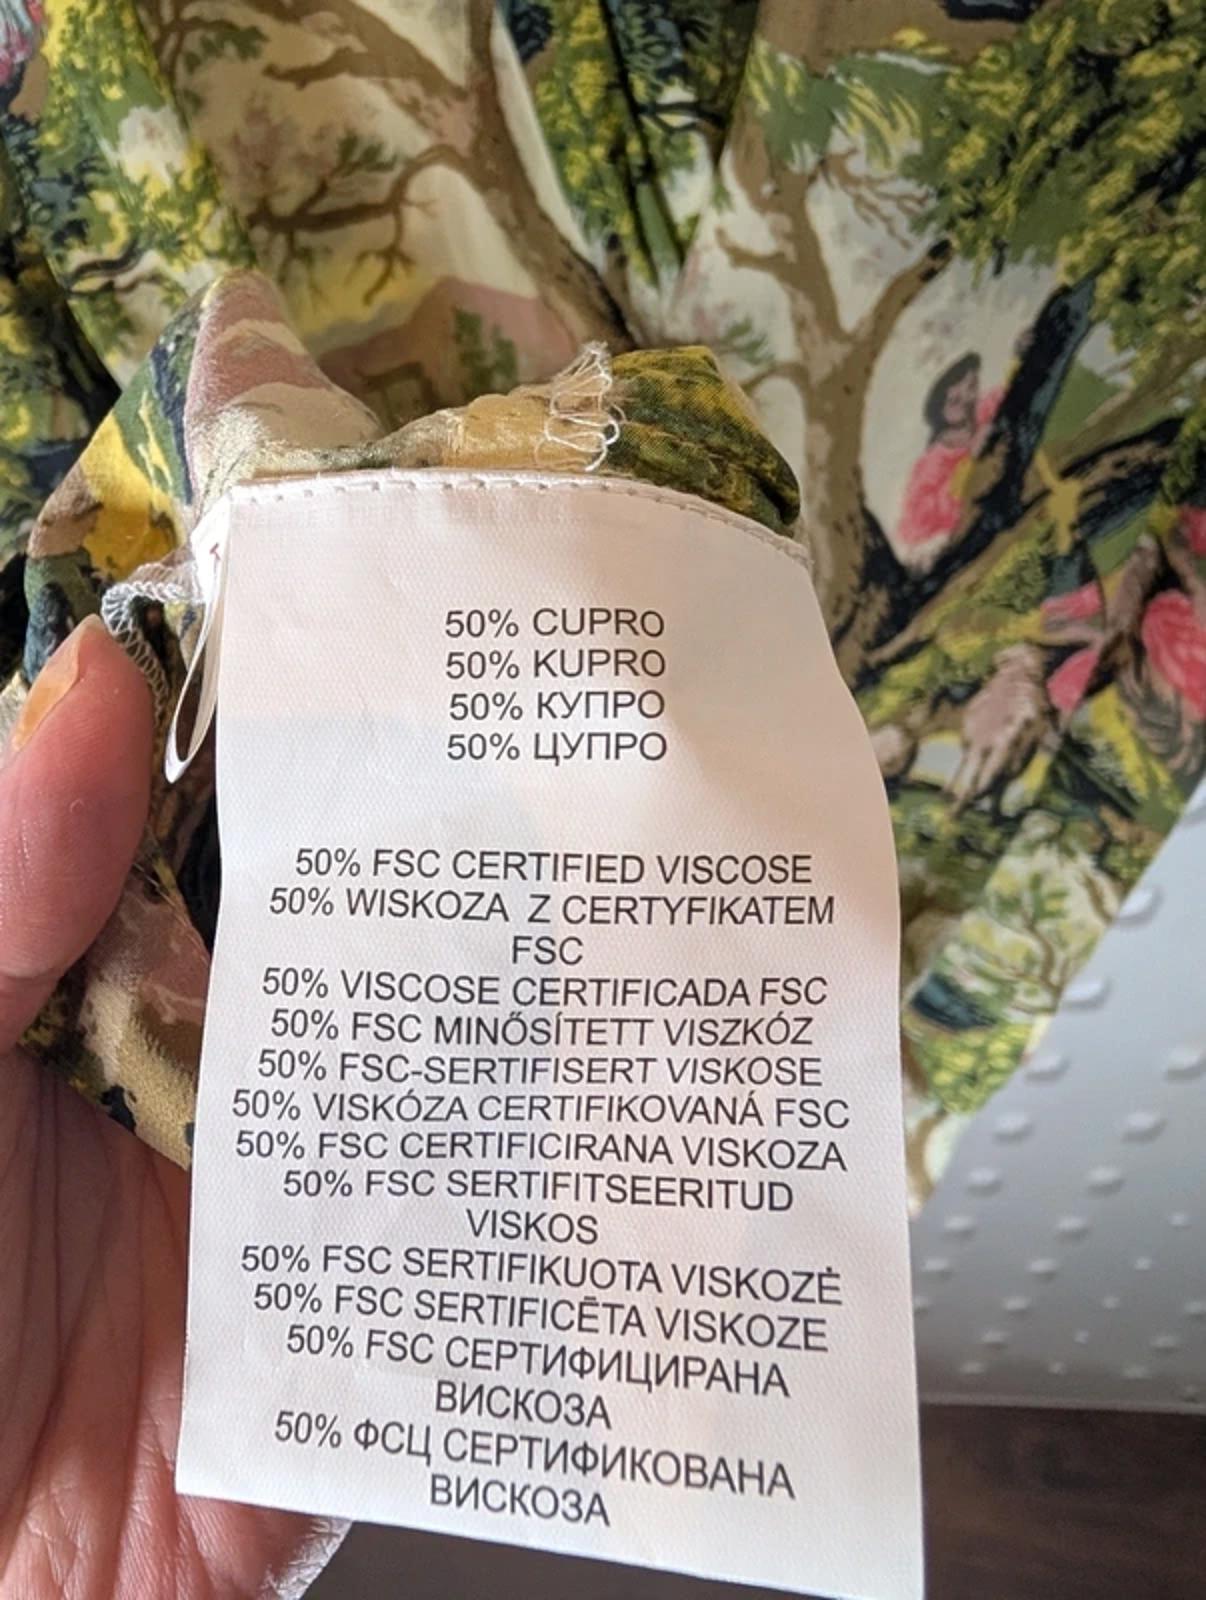 50% CUPRO
50% KUPRO
50% КУПРО
50% ЦУПРО
50% FSC CERTIFIED VISCOSE
50% WISKOZA Z CERTYFIKATEM
FSC
50% VISCOSE CERTIFICADA FSC
50% FSC MINŐSÍTETT VISZKÓZ
50% FSC-SERTIFISERT VISKOSE
50% VISKÓZA CERTIFIKOVANÁ FSC
50% FSC CERTIFICIRANA VISKOZA
50% FSC SERTIFITSEERITUD
VISKOS
50% FSC SERTIFIKUOTA VISKOZĖ
50% FSC SERTIFICĒTA VISKOZE
50% FSC СЕРТИФИЦИРАНА
ВИСКОЗА
50% ФСЦ СЕРТИФИКОВАНА
ВИСКОЗА